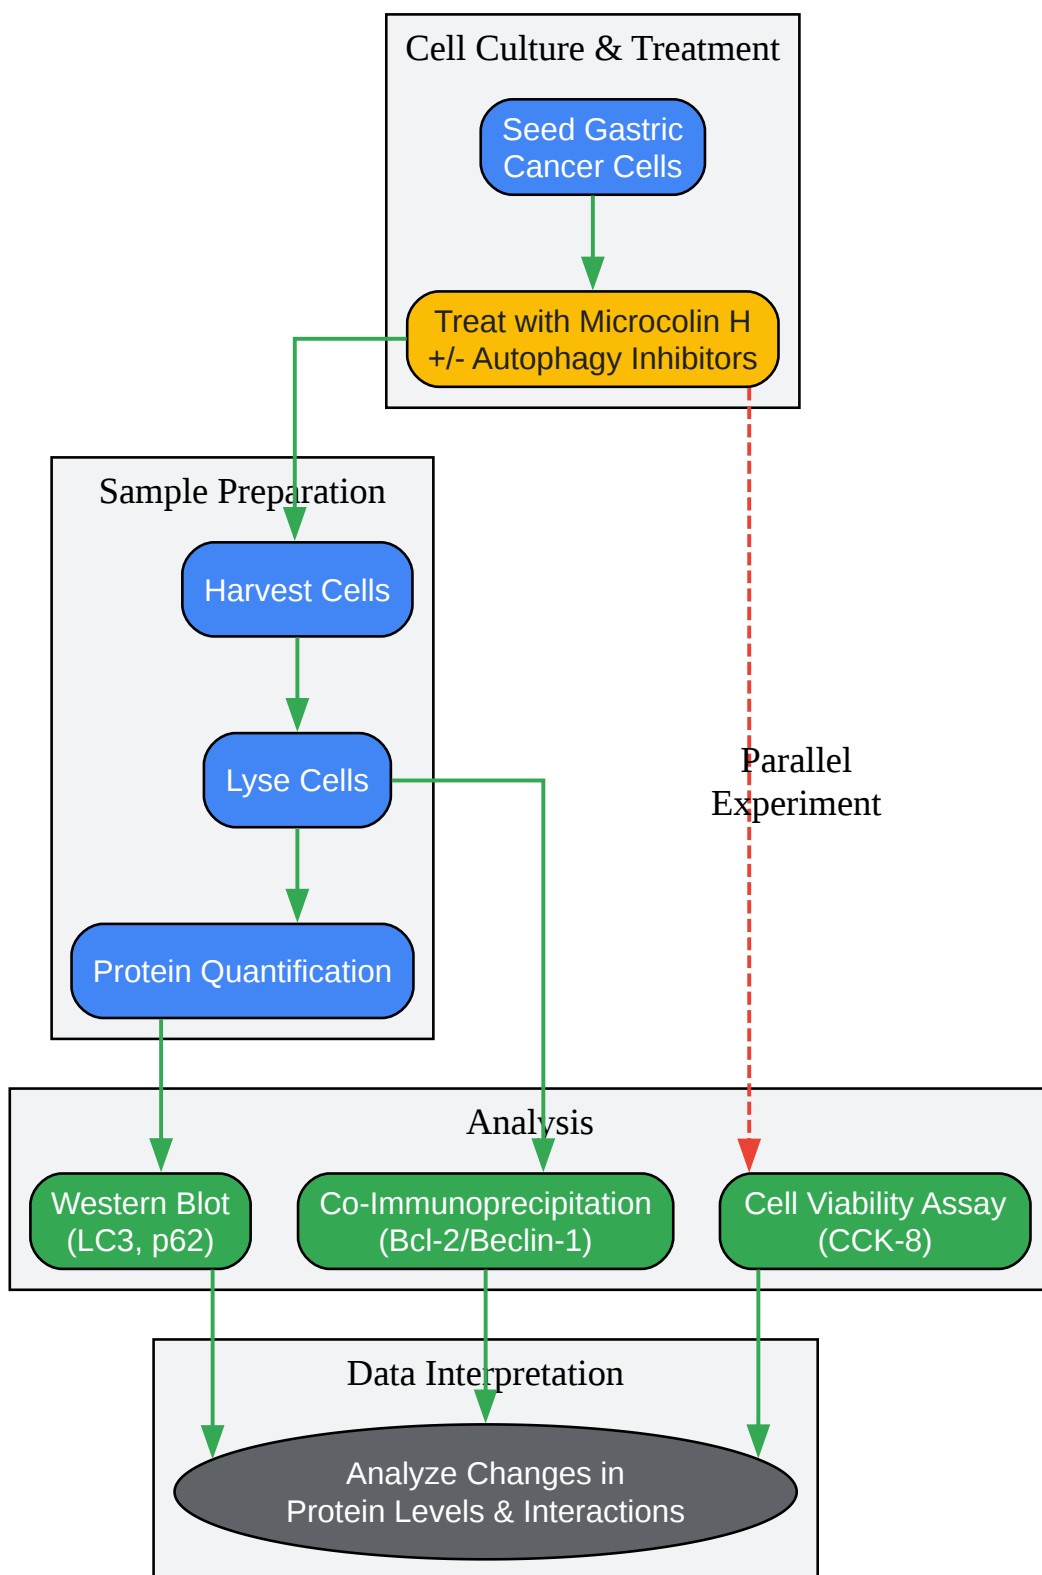 Cell Culture & Treatment
Seed Gastric
Cancer Cells
Treat with Microcolin H
+/- Autophagy Inhibitors
Sample Preparation
Harvest Cells
Lyse Cells
Parallel
Experiment
Protein Quantification
Analysis
Western Blot
(LC3, p62)
Co-Immunoprecipitation
(Bcl-2/Beclin-1)
Cell Viability Assay
(CCK-8)
Data Interpretation
Analyze Changes in
Protein Levels & Interactions